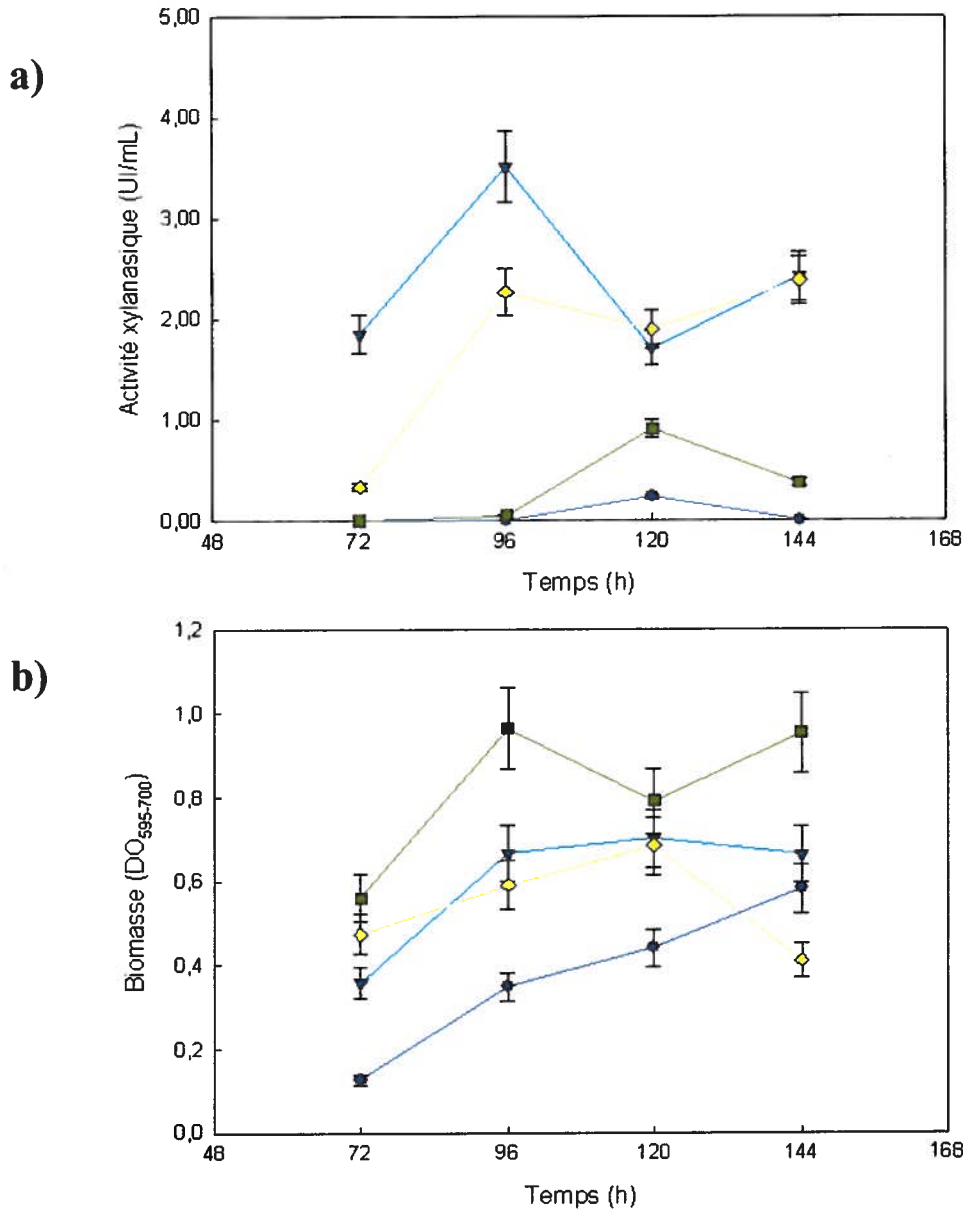 a)
5,00
4,00
3,00
2,00
1,00
0,00
Activité xylanasique (UI/mL)
48 72 96 120 144 168
Temps (h)
b)
1,2
1,0
0,8
0,6
0,4
0,2
0,0
Biomasse (DO595-700)
48 72 96 120 144 168
Temps (h)